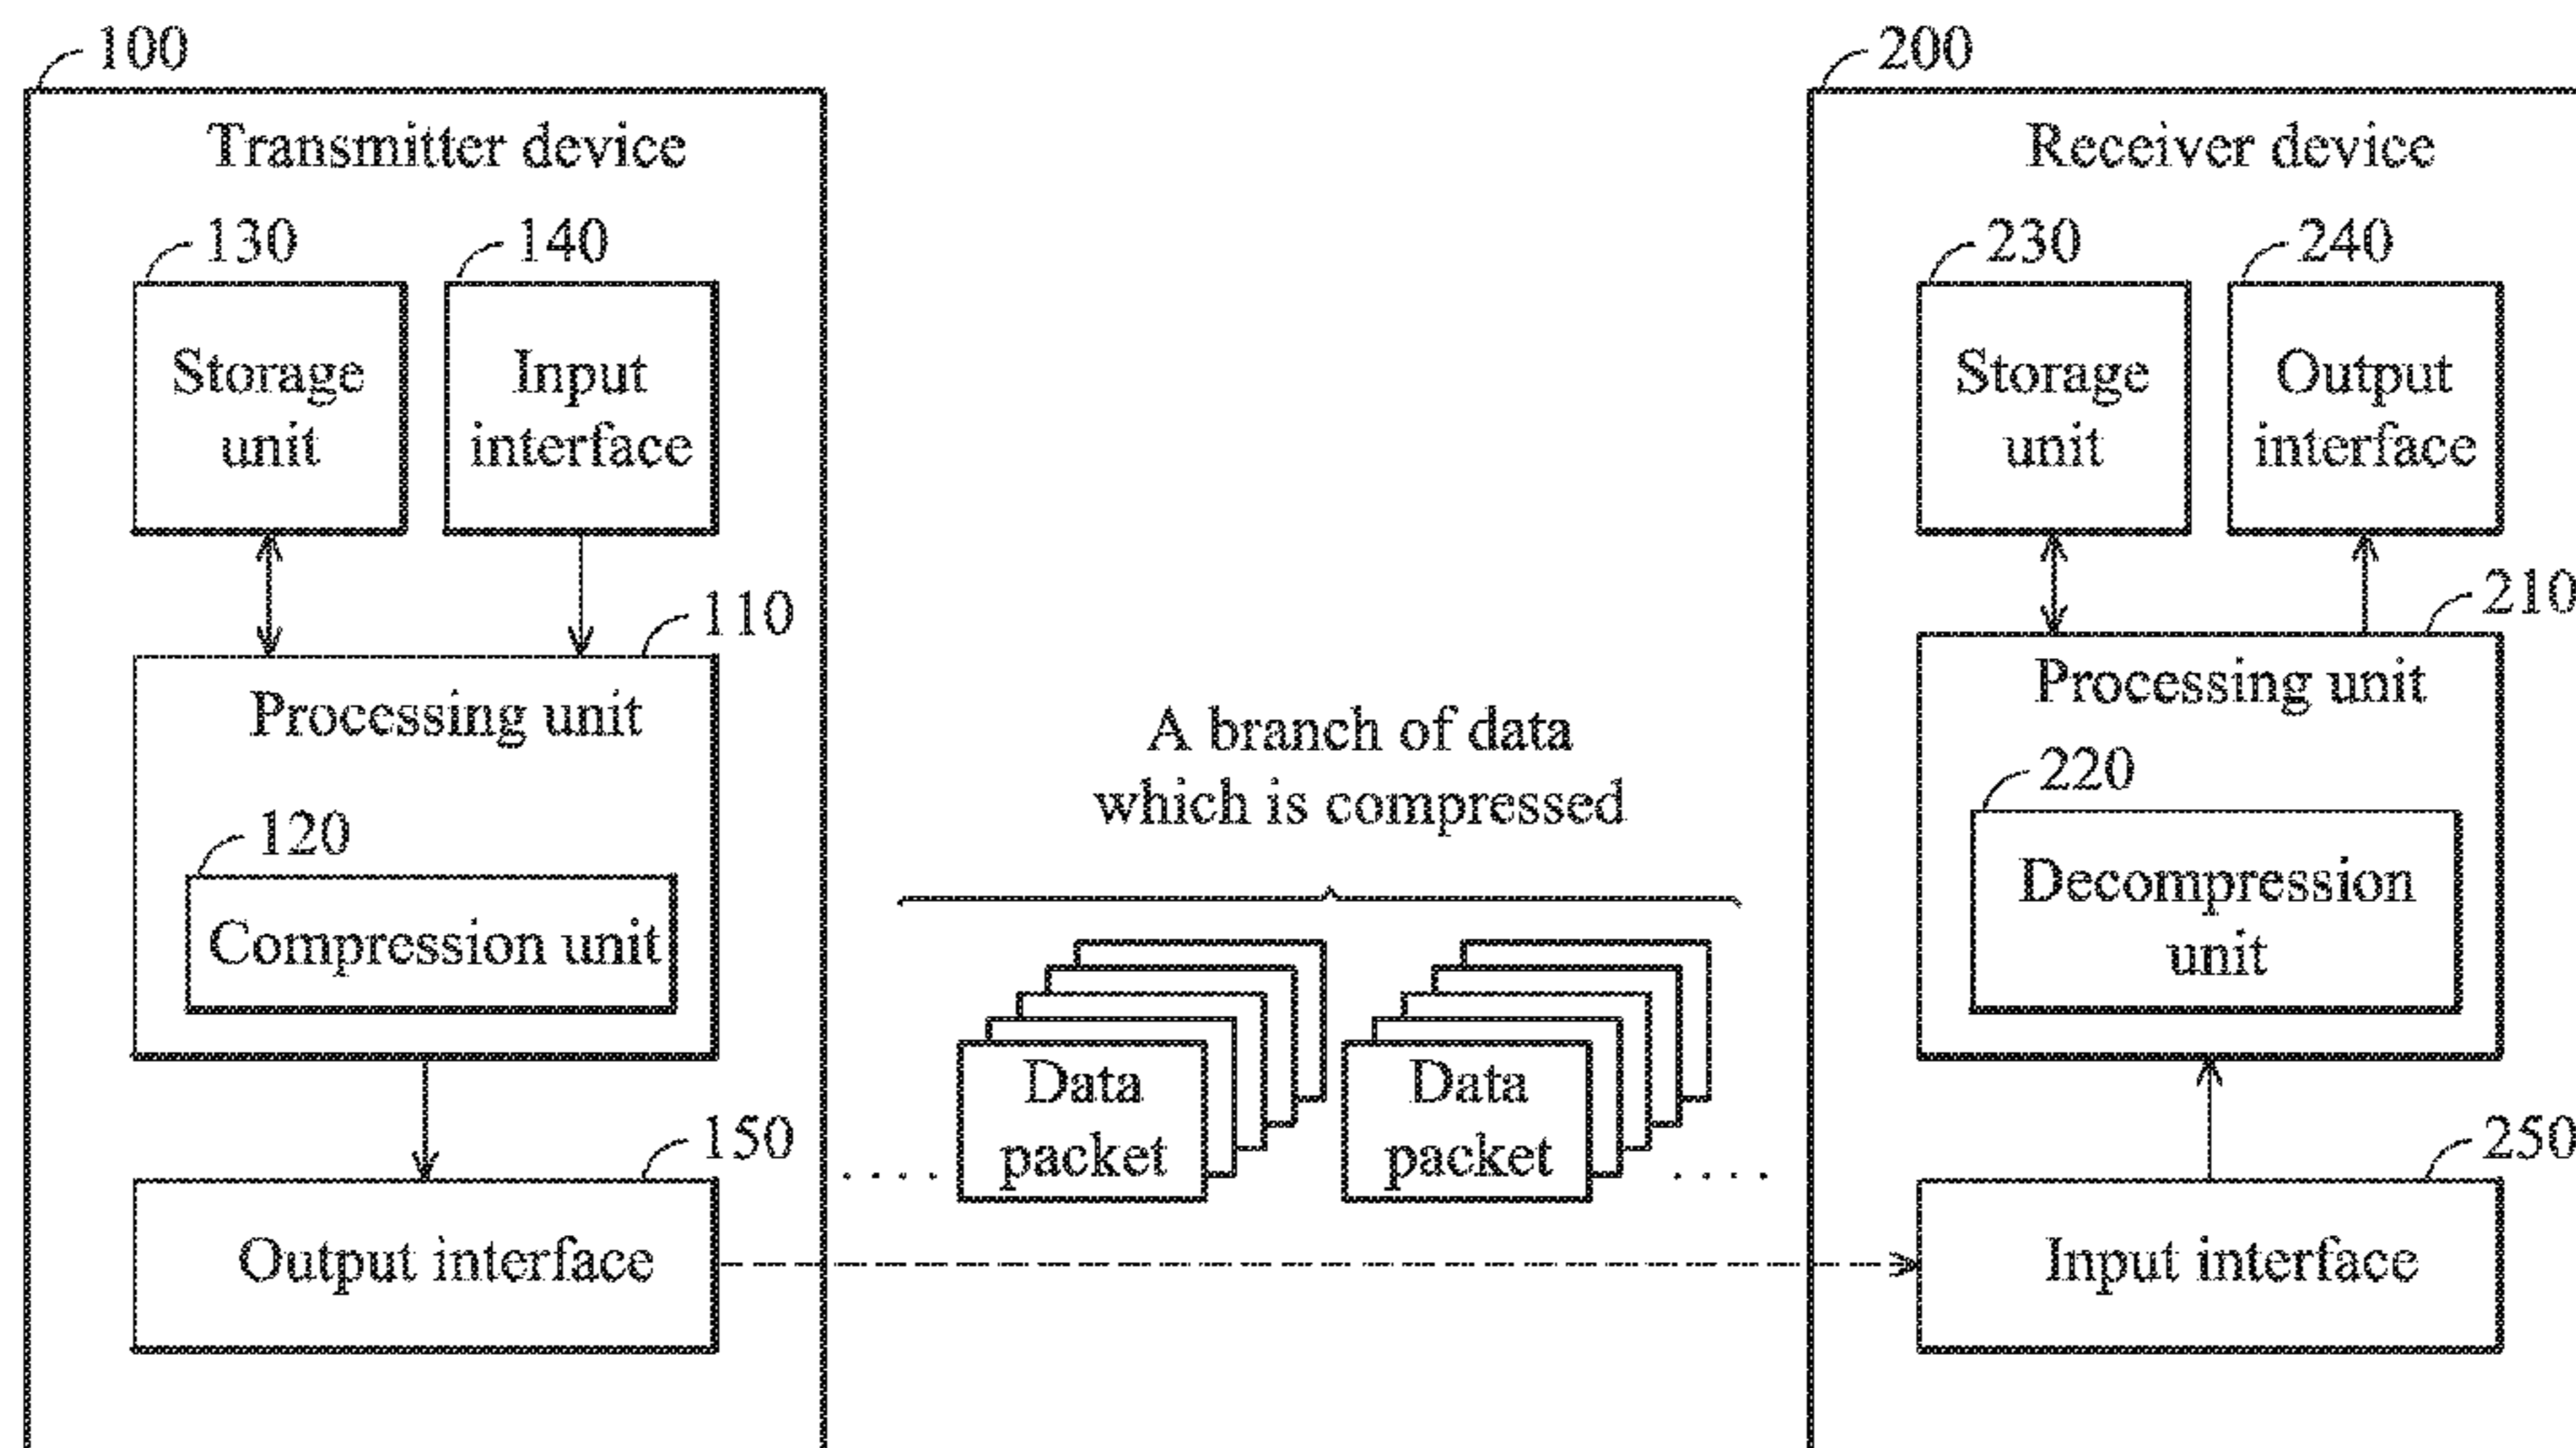 100
Transmitter device
130
140
Storage
unit
Input
interface
110
Processing unit
120
Compression unit
150
Output interface
A branch of data
which is compressed
Data
packet
Data
packet
200
Receiver device
230
240
Storage
unit
Output
interface
210
Processing unit
220
Decompression
unit
250
Input interface